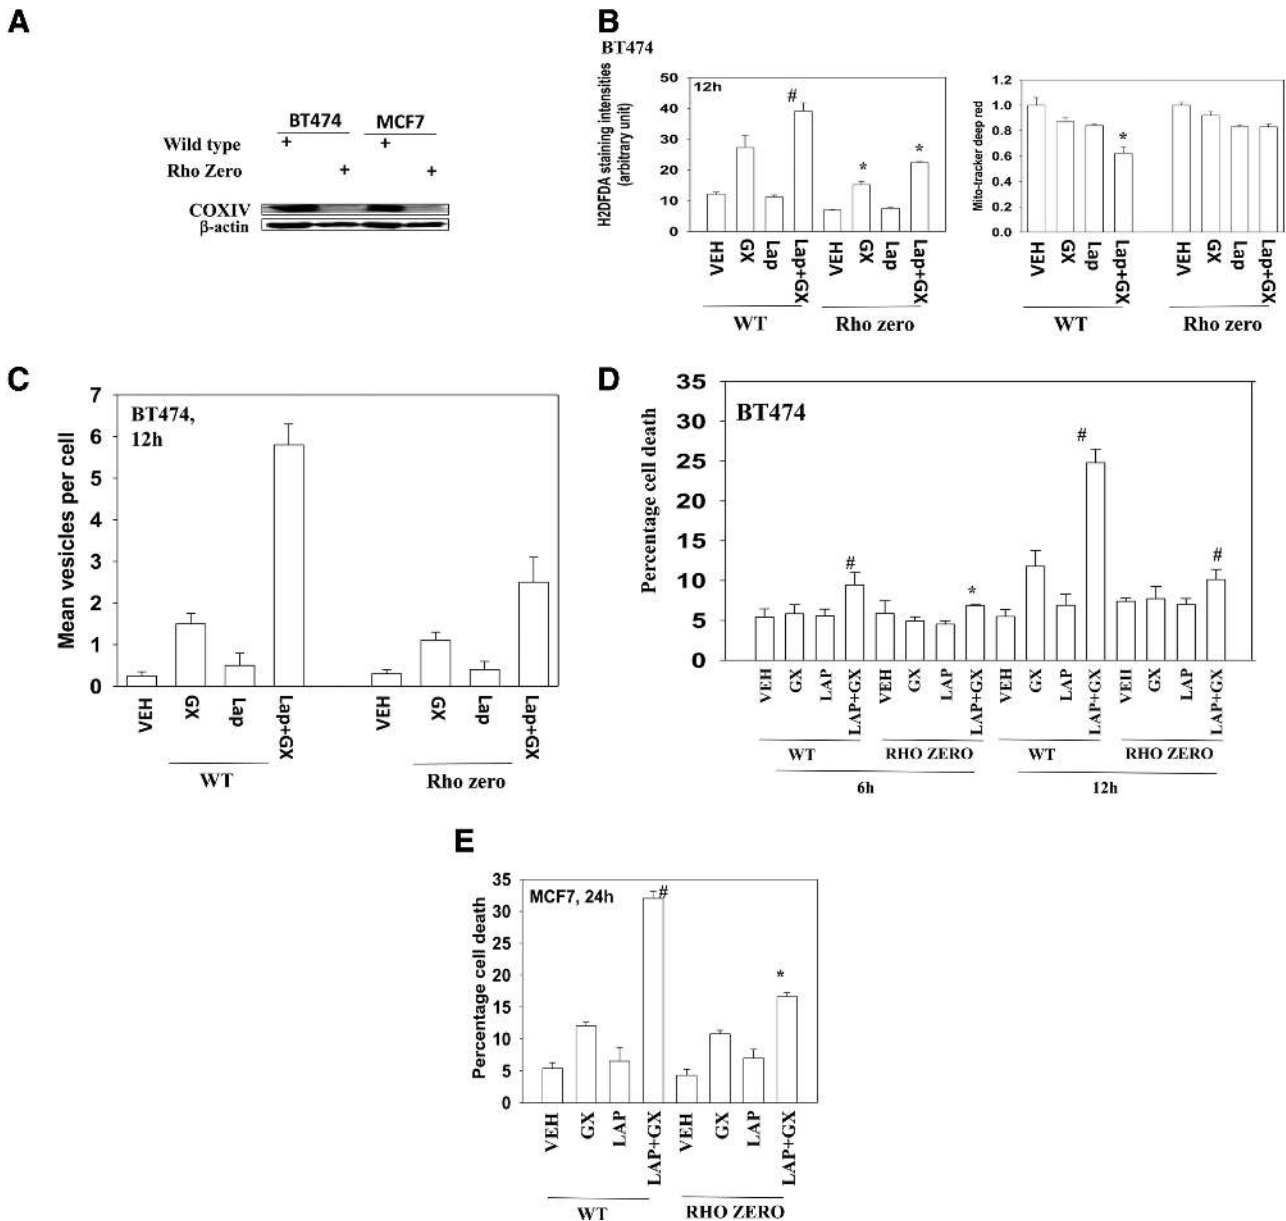 A
BT474 MCF7
Wild type + +
Rho Zero + +
COXIV
β-actin
B
BT474
H2DFDA staining intensities
(arbitrary unit)
50
40
30
20
10
0
12h
#
*
*
VEH GX Lap Lap+GX VEH GX Lap Lap+GX
WT Rho zero
Mito-tracker deep red
1.2
1.0
0.8
0.6
0.4
0.2
0.0
*
VEH GX Lap Lap+GX VEH GX Lap Lap+GX
WT Rho zero
C
Mean vesicles per cell
7
6
5
4
3
2
1
0
BT474,
12h
VEH GX Lap Lap+GX VEH GX Lap Lap+GX
WT Rho zero
D
Percentage cell death
35
30
25
20
15
10
5
0
BT474
#
*
#
#
VEH GX LAP LAP+GX VEH GX LAP LAP+GX VEH GX LAP LAP+GX VEH GX LAP LAP+GX
WT RHO ZERO WT RHO ZERO
6h 12h
E
Percentage cell death
35
30
25
20
15
10
5
0
MCF7, 24h
#
*
VEH GX LAP LAP+GX VEH GX LAP LAP+GX
WT RHO ZERO